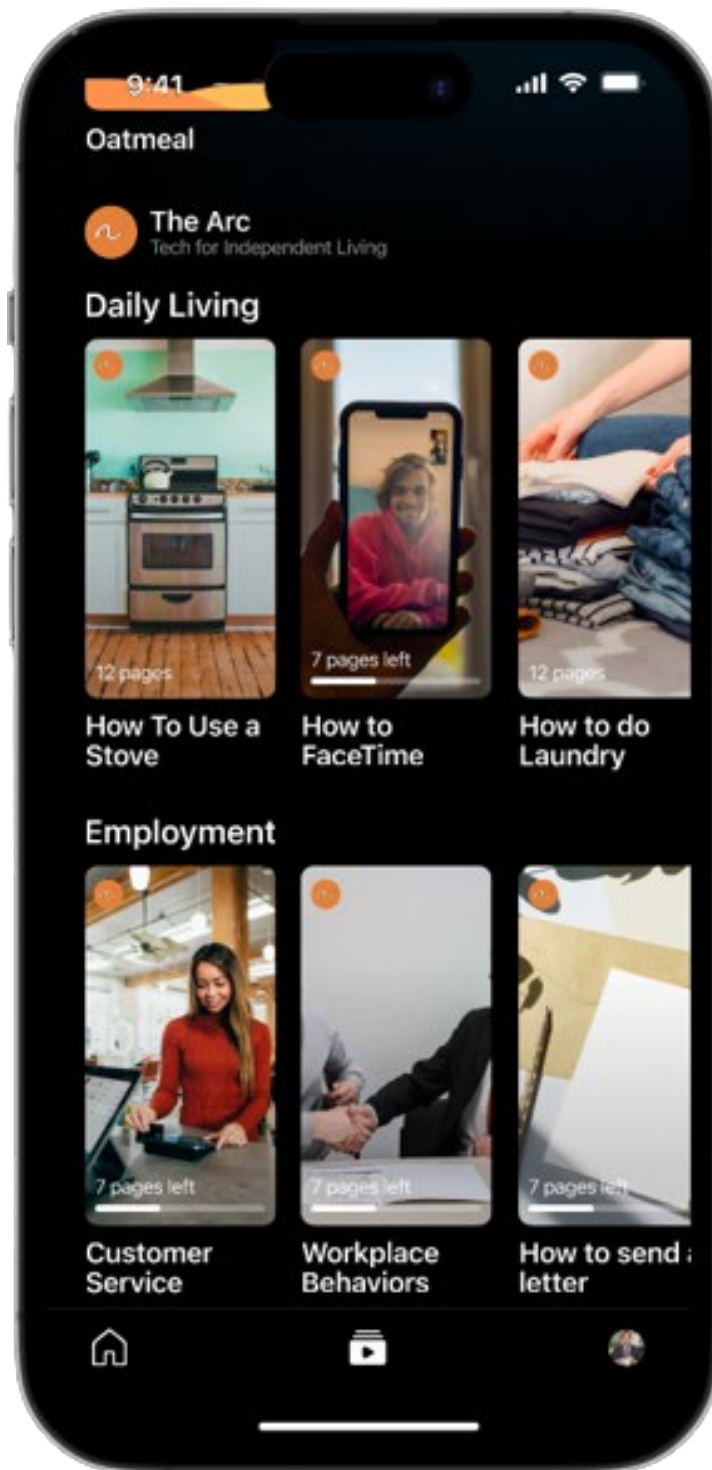 9:41
Oatmeal
The Arc
Tech for Independent Living
Daily Living
12 pages
7 pages left
12 pages
How To Use a
Stove
How to
FaceTime
How to do
Laundry
Employment
7 pages left
7 pages left
7 pages left
Customer
Service
Workplace
Behaviors
How to send
letter